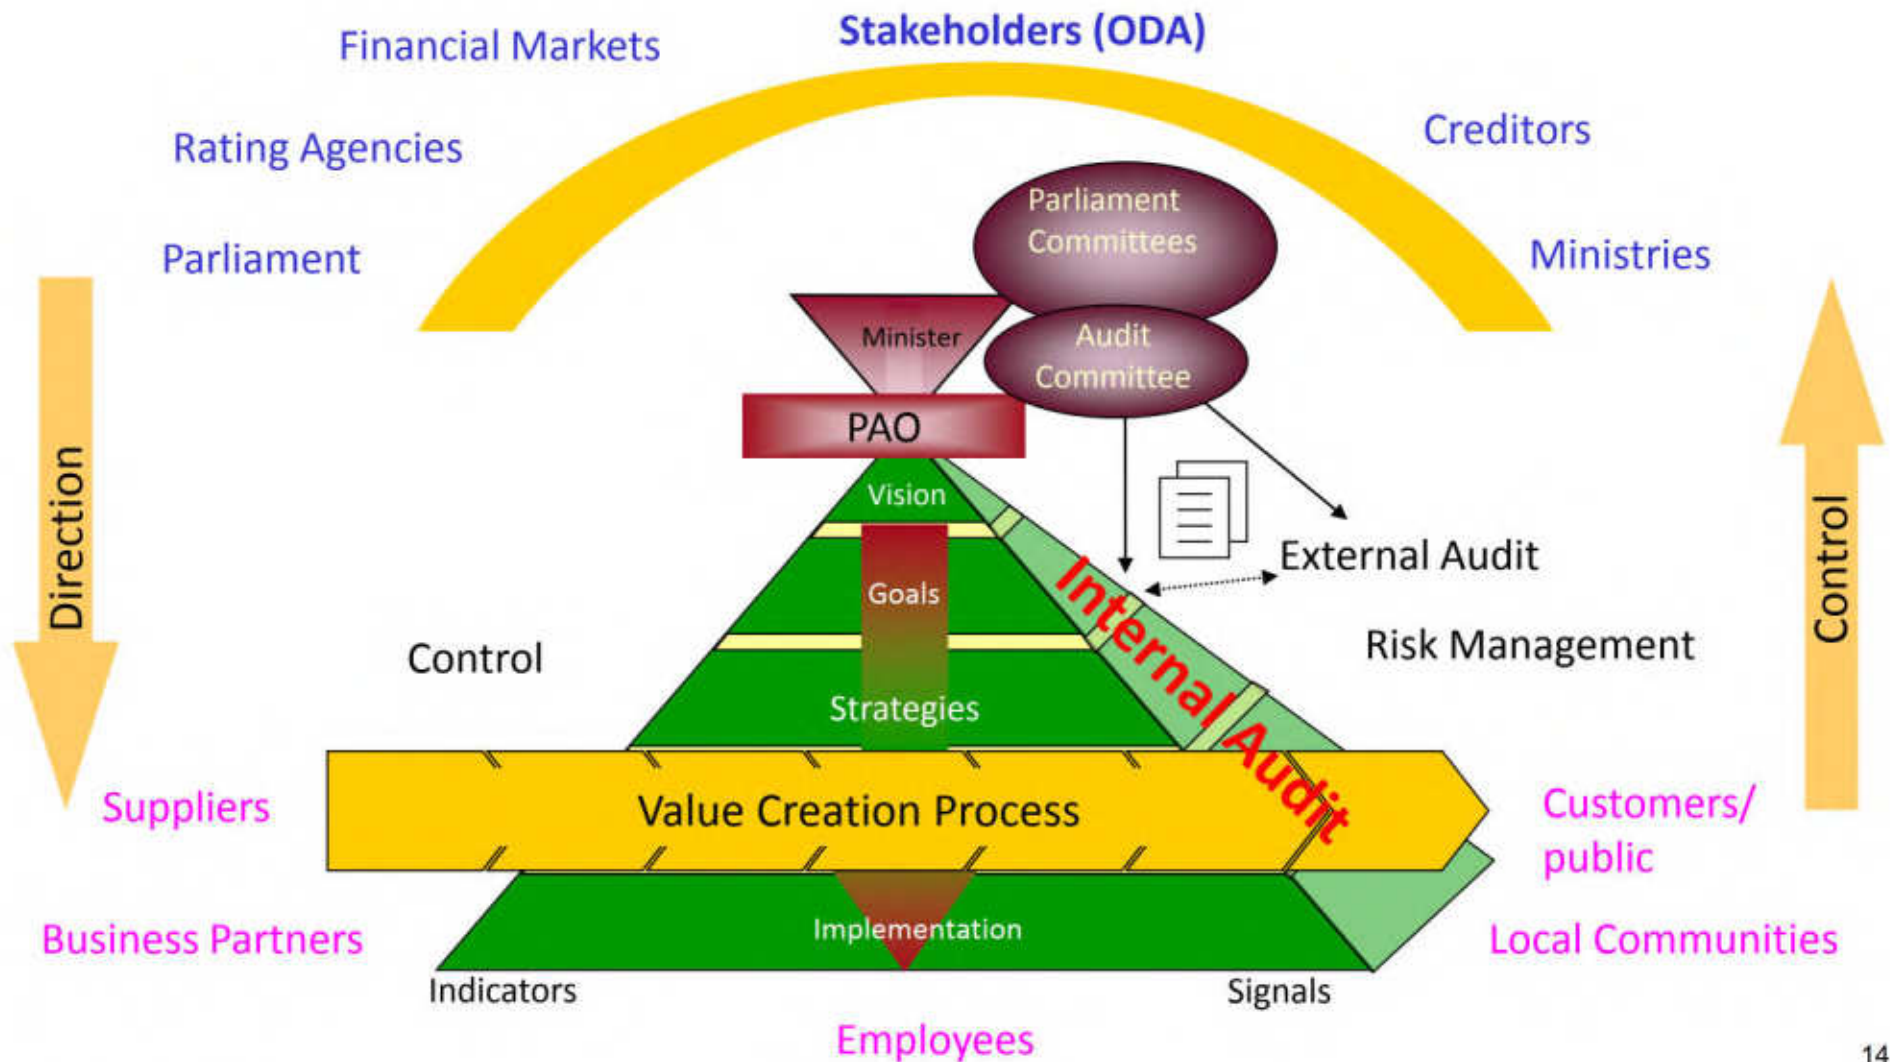 Stakeholders (ODA)
Financial Markets
Creditors
Rating Agencies
Parliament
Committees
Parliament
Ministries
Minister
Audit
Committee
PAO
Direction
Control
Vision
Goals
External Audit
Internal Audit
Control
Risk Management
Strategies
Value Creation Process
Suppliers
Customers/
public
Implementation
Business Partners
Local Communities
Indicators
Signals
Employees
14